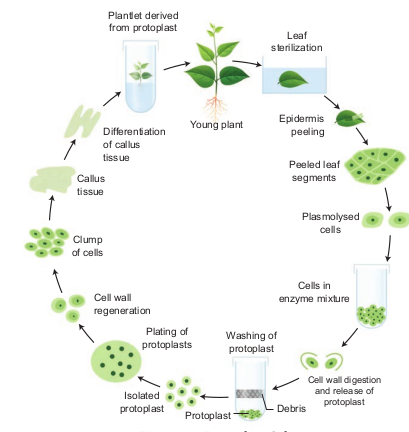 Plantlet derived
from protoplast
Leaf
sterilization
Young plant
Epidermis
peeling
Differentiation
of callus
tissue
Peeled leaf
segments
Callus
tissue
Plasmolysed
cells
Clump
of cells
Cells in
enzyme mixture
Cell wall
regeneration
Plating of
protoplasts
Washing of
protoplast
Cell wall digestion
and release of
protoplast
Isolated
protoplast
Protoplast
Debris